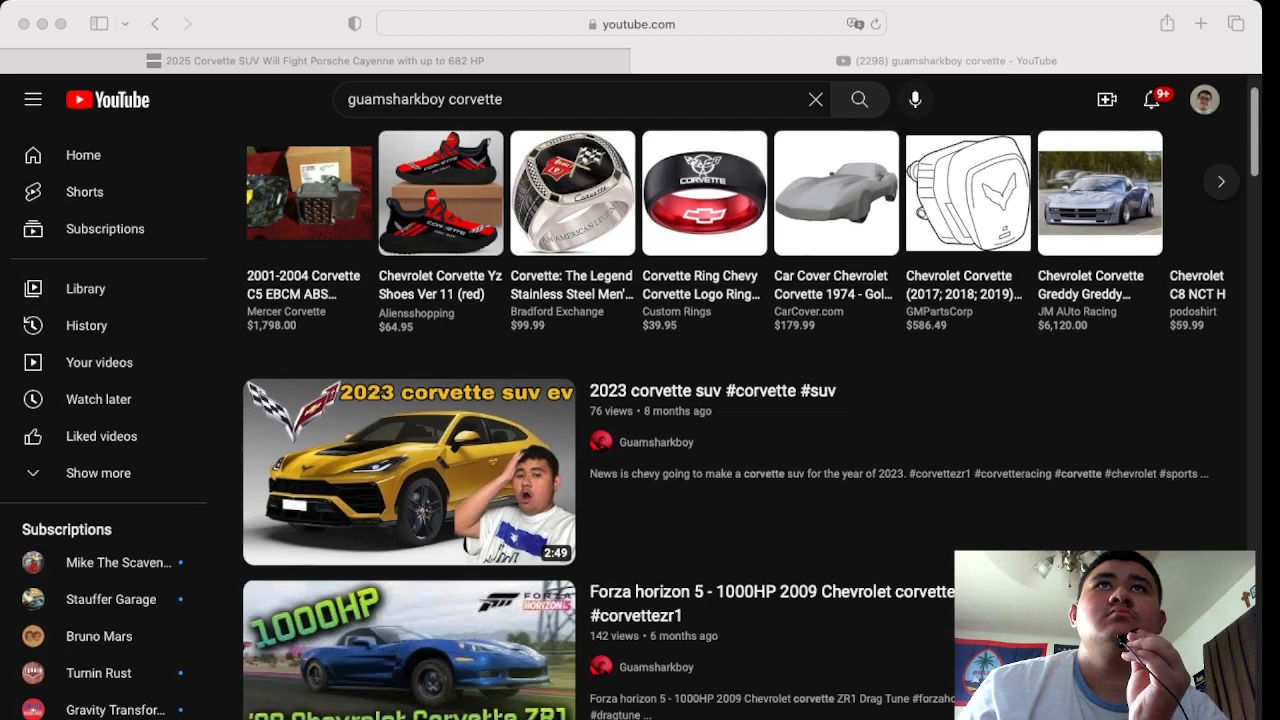 youtube.com
2025 Corvette SUV Will Fight Porsche Cayenne with up to 682 HP
(2298) guamsharkboy corvette - YouTube
YouTube
guamsharkboy corvette
9+
Home
Shorts
Subscriptions
Library
History
Your videos
Watch later
Liked videos
Show more
Subscriptions
Mike The Scaven...
Stauffer Garage
Bruno Mars
Turnin Rust
Gravity Transfor...
CORVETTE
AN AMERICAN LEGEND
2001-2004 Corvette
C5 EBCM ABS...
Mercer Corvette
$1,798.00
Chevrolet Corvette Yz
Shoes Ver 11 (red)
Aliensshopping
$64.95
Corvette: The Legend
Stainless Steel Men'...
Bradford Exchange
$99.99
Corvette Ring Chevy
Corvette Logo Ring...
Custom Rings
$39.95
Car Cover Chevrolet
Corvette 1974 - Gol...
CarCover.com
$179.99
Chevrolet Corvette
(2017; 2018; 2019)...
GMPartsCorp
$586.49
Chevrolet Corvette
Greddy Greddy...
JM AUto Racing
$6,120.00
Chevrolet
C8 NCT H
podoshirt
$59.99
2023 corvette suv ev
2:49
2023 corvette suv #corvette #suv
76 views • 8 months ago
Guamsharkboy
News is chevy going to make a corvette suv for the year of 2023. #corvettezr1 #corvetteracing #corvette #chevrolet #sports ...
1000HP
FORZA
HORIZON 5
'09 Chevrolet Corvette ZR1
Forza horizon 5 - 1000HP 2009 Chevrolet corvette
#corvettezr1
142 views • 6 months ago
Guamsharkboy
Forza horizon 5 - 1000HP 2009 Chevrolet corvette ZR1 Drag Tune #forzaho
#dragtune ...